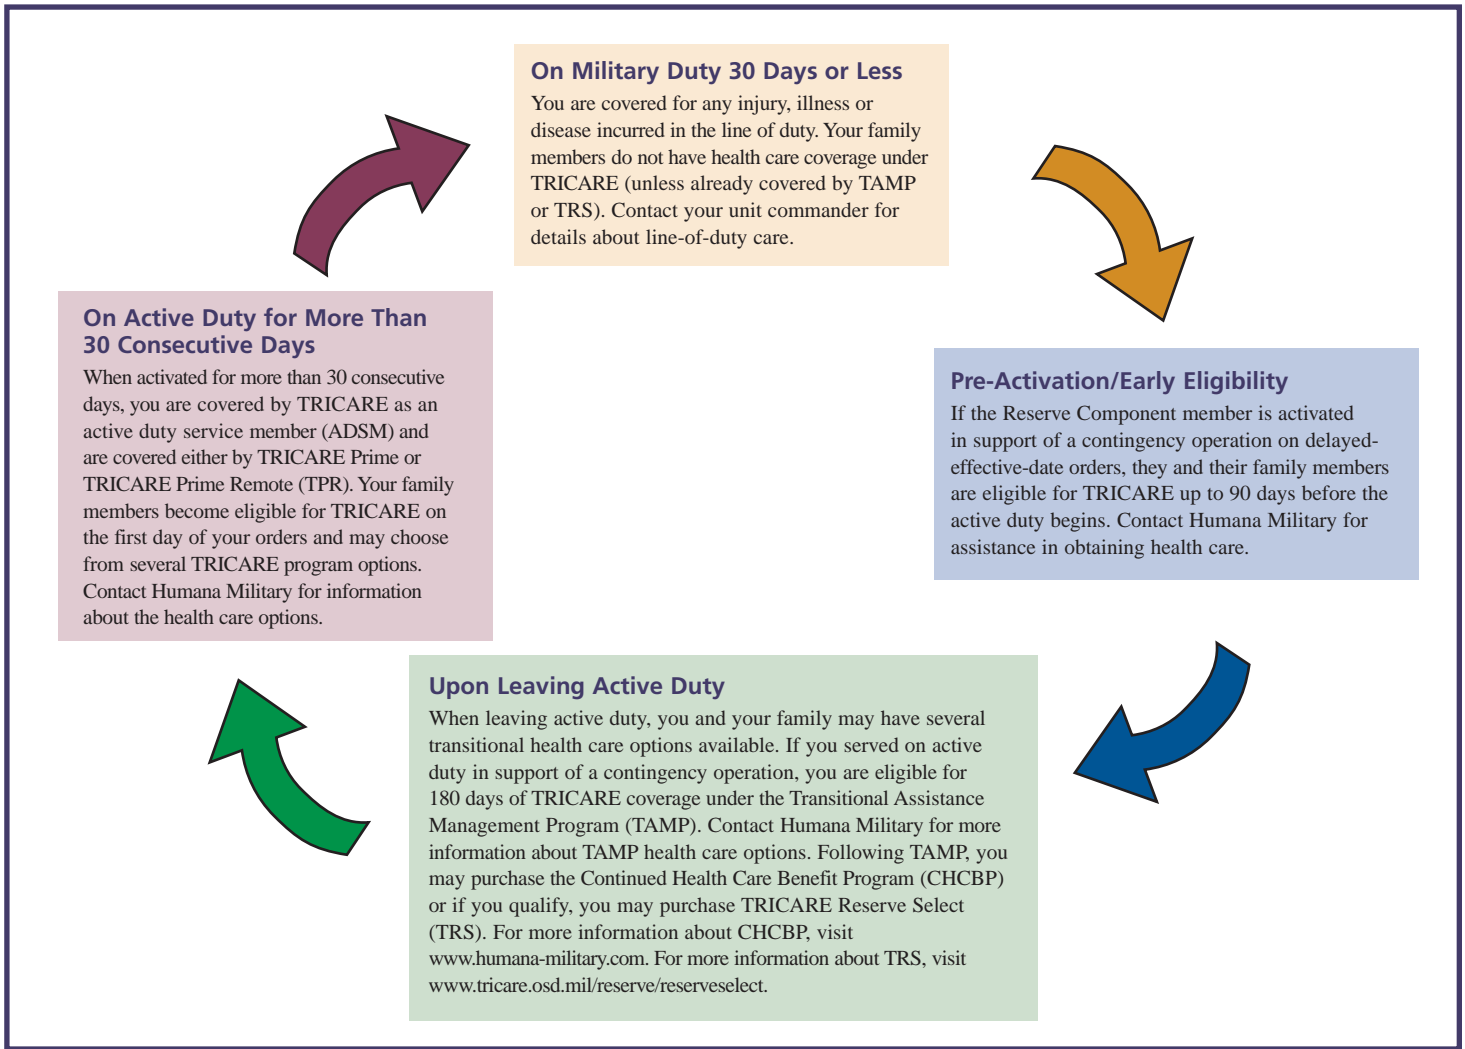 On Military Duty 30 Days or Less
You are covered for any injury, illness or
disease incurred in the line of duty. Your family
members do not have health care coverage under
TRICARE (unless already covered by TAMP
or TRS). Contact your unit commander for
details about line-of-duty care.
On Active Duty for More Than
30 Consecutive Days
When activated for more than 30 consecutive
days, you are covered by TRICARE as an
active duty service member (ADSM) and
are covered either by TRICARE Prime or
TRICARE Prime Remote (TPR). Your family
members become eligible for TRICARE on
the first day of your orders and may choose
from several TRICARE program options.
Contact Humana Military for information
about the health care options.
Pre-Activation/Early Eligibility
If the Reserve Component member is activated
in support of a contingency operation on delayed-
effective-date orders, they and their family members
are eligible for TRICARE up to 90 days before the
active duty begins. Contact Humana Military for
assistance in obtaining health care.
Upon Leaving Active Duty
When leaving active duty, you and your family may have several
transitional health care options available. If you served on active
duty in support of a contingency operation, you are eligible for
180 days of TRICARE coverage under the Transitional Assistance
Management Program (TAMP). Contact Humana Military for more
information about TAMP health care options. Following TAMP, you
may purchase the Continued Health Care Benefit Program (CHCBP)
or if you qualify, you may purchase TRICARE Reserve Select
(TRS). For more information about CHCBP, visit
www.humana-military.com. For more information about TRS, visit
www.tricare.osd.mil/reserve/reserveselect.